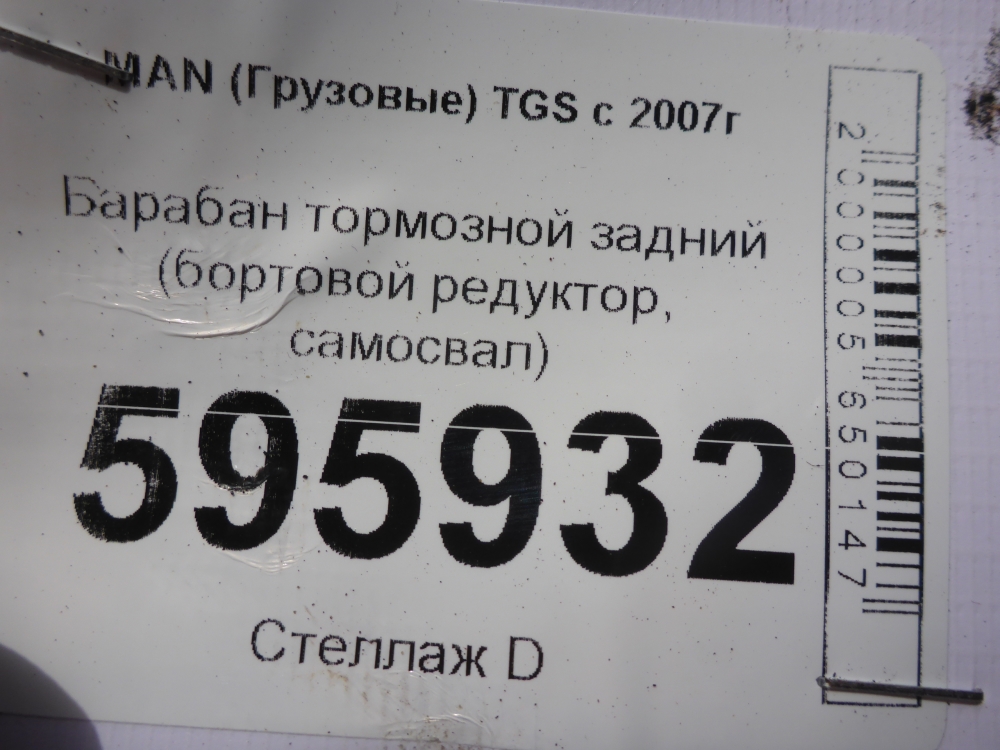 MAN (Грузовые) TGS с 2007г
Барабан тормозной задний
(бортовой редуктор,
самосвал)
595932
Стеллаж D
2000005650147